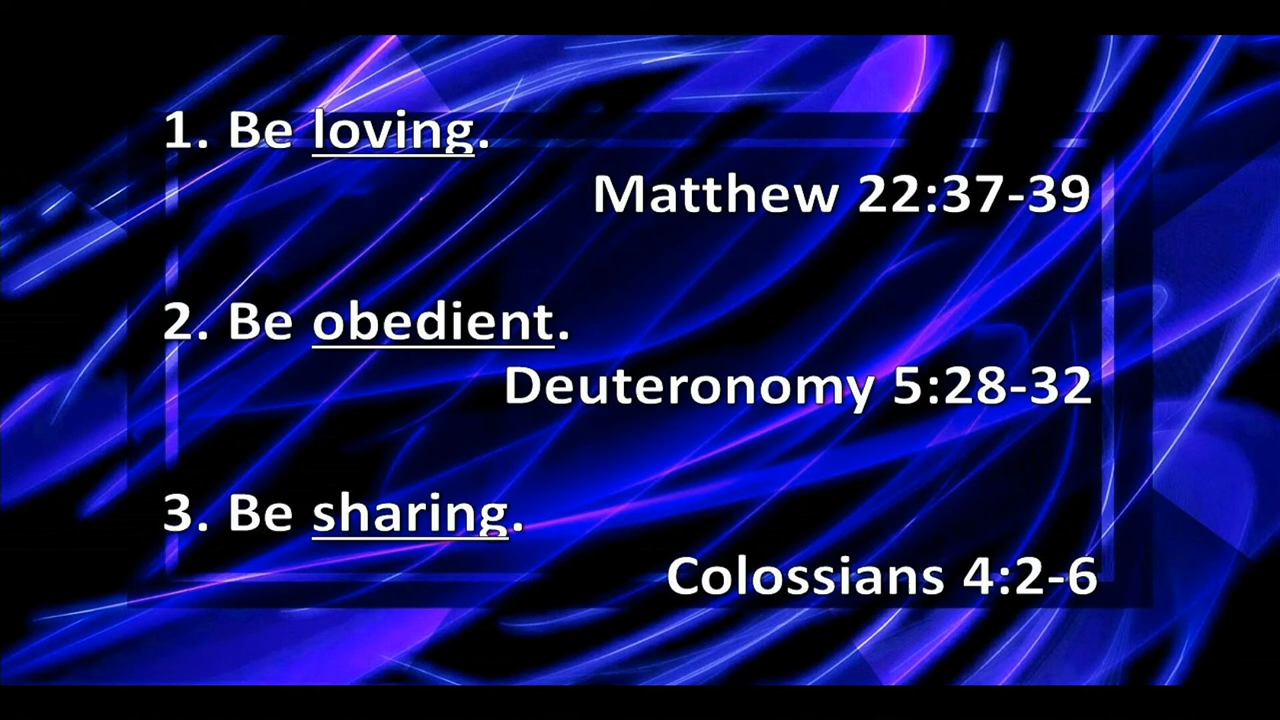 1. Be loving.
Matthew 22:37-39
2. Be obedient.
Deuteronomy 5:28-32
3. Be sharing.
Colossians 4:2-6